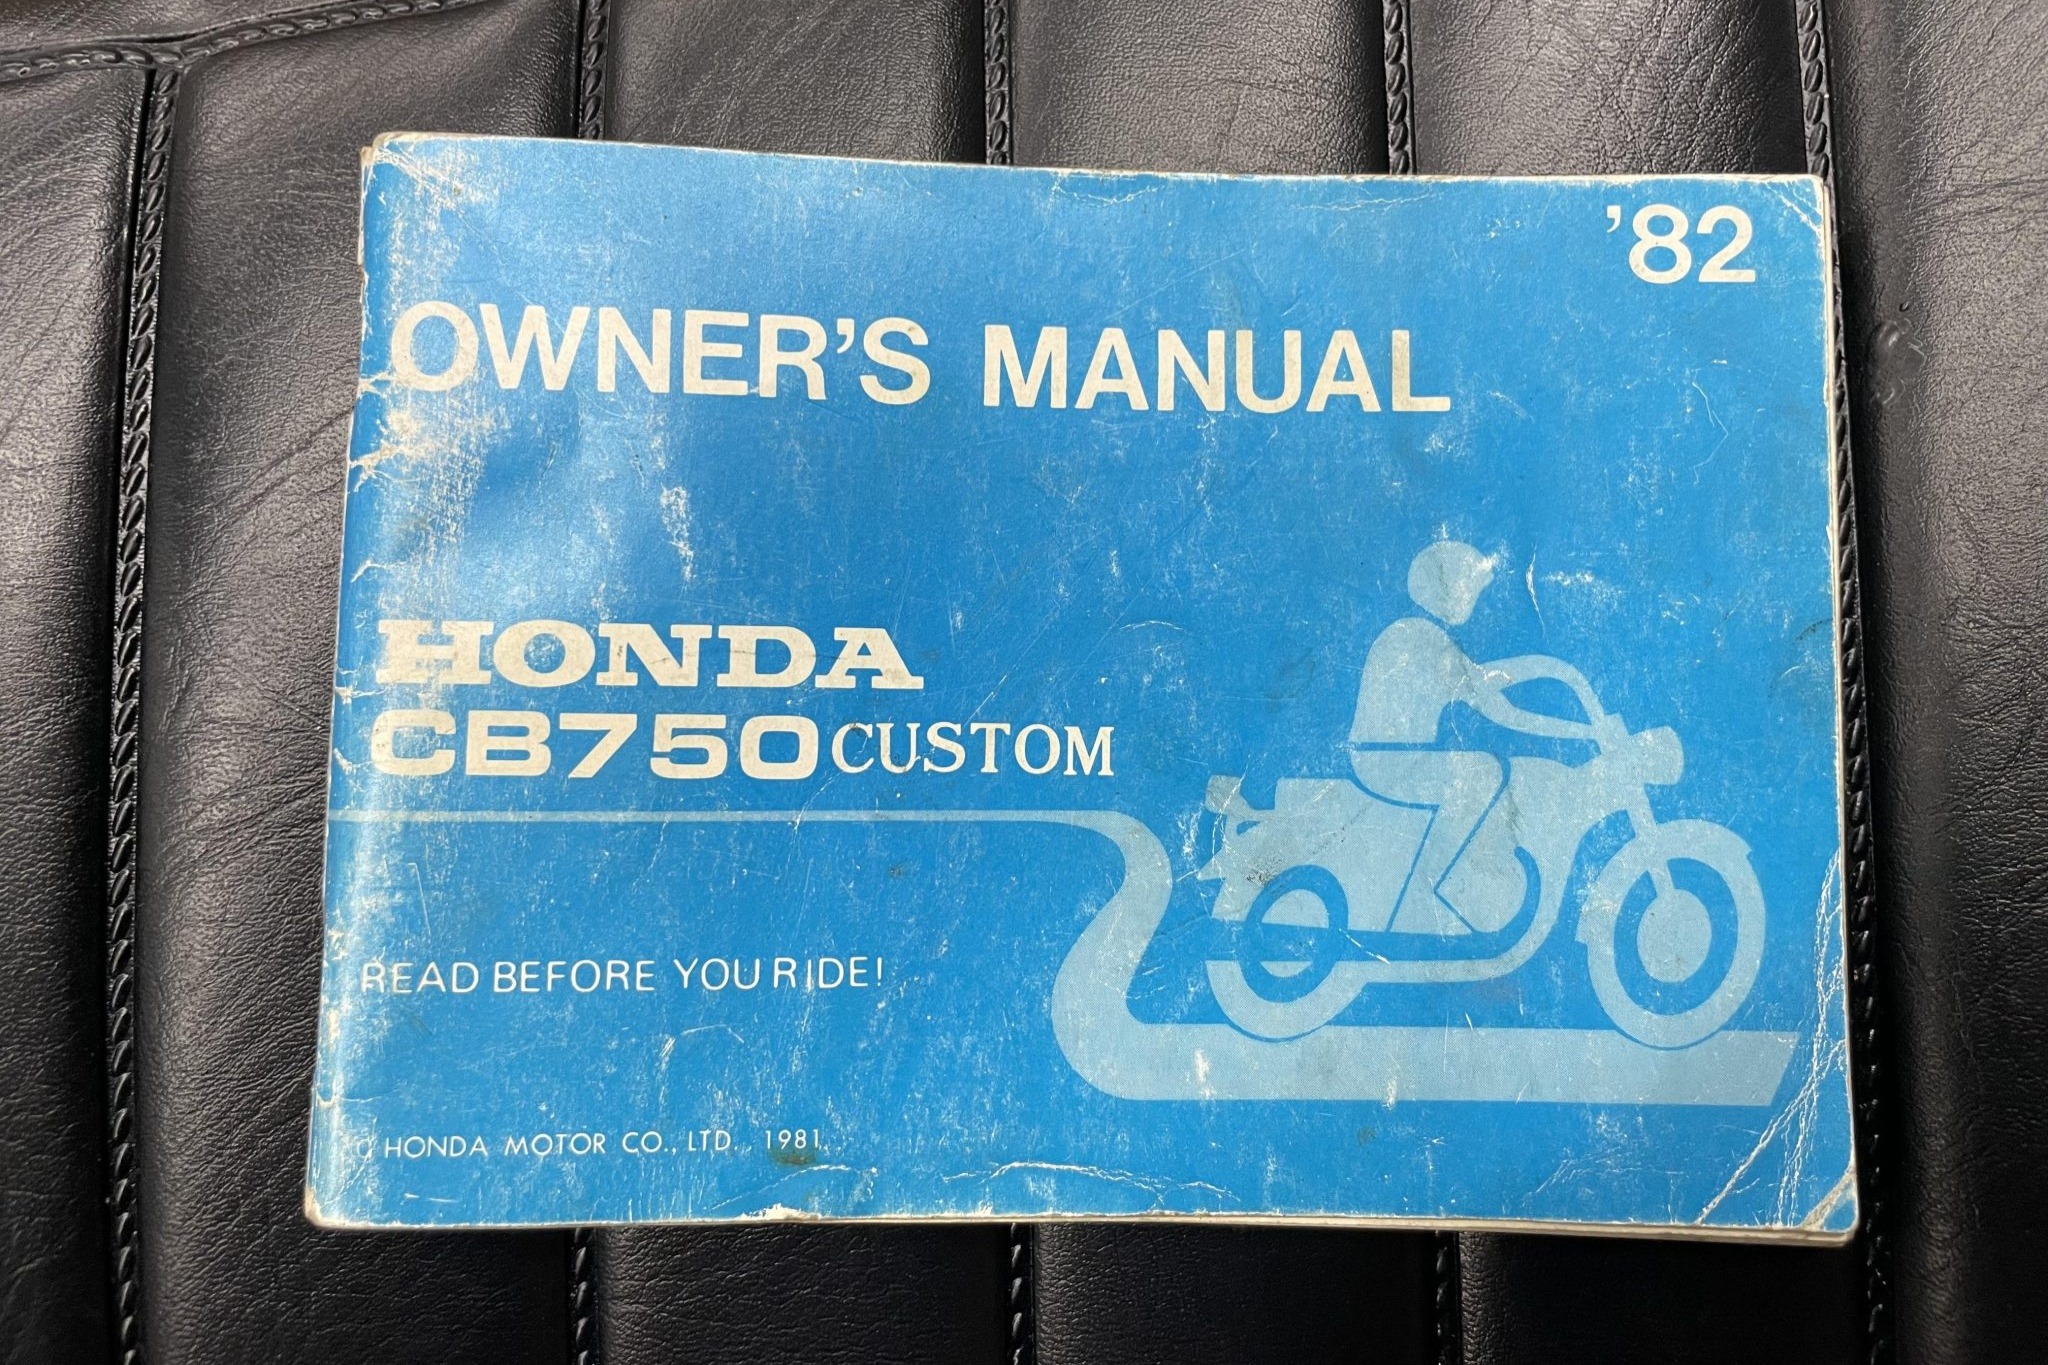 '82
OWNER'S MANUAL
HONDA
CB750 CUSTOM
READ BEFORE YOU RIDE!
© HONDA MOTOR CO., LTD. 1981